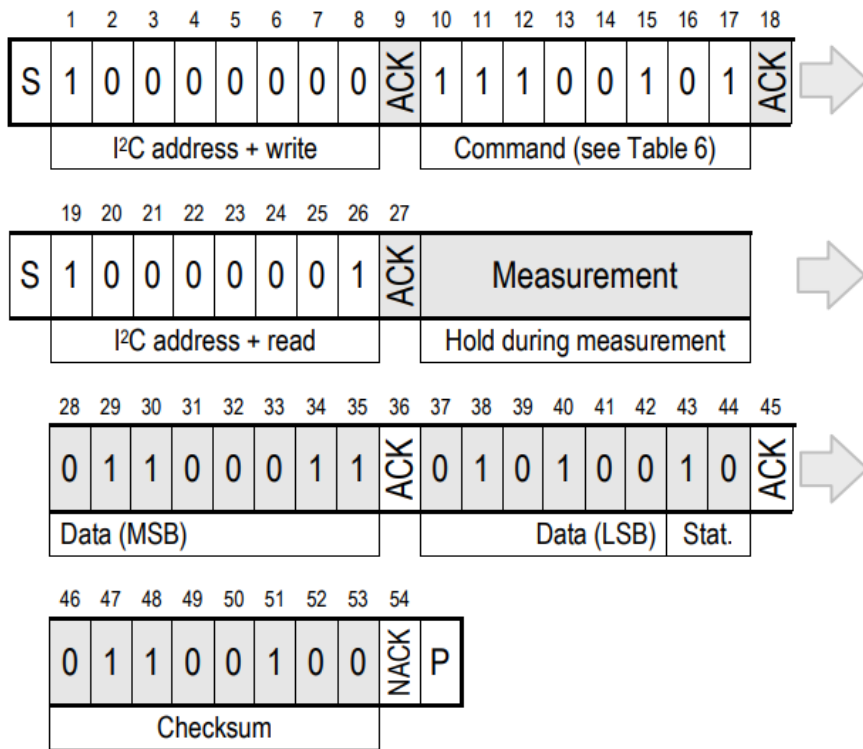 1 2 3 4 5 6 7 8 9 10 11 12 13 14 15 16 17 18
S 1 0 0 0 0 0 0 0 ACK 1 1 1 0 0 1 0 1 ACK
I²C address + write Command (see Table 6)
19 20 21 22 23 24 25 26 27
S 1 0 0 0 0 0 0 1 ACK Measurement
I²C address + read Hold during measurement
28 29 30 31 32 33 34 35 36 37 38 39 40 41 42 43 44 45
0 1 1 0 0 0 1 1 ACK 0 1 0 1 0 0 1 0 ACK
Data (MSB) Data (LSB) Stat.
46 47 48 49 50 51 52 53 54
0 1 1 0 0 1 0 0 NACK P
Checksum